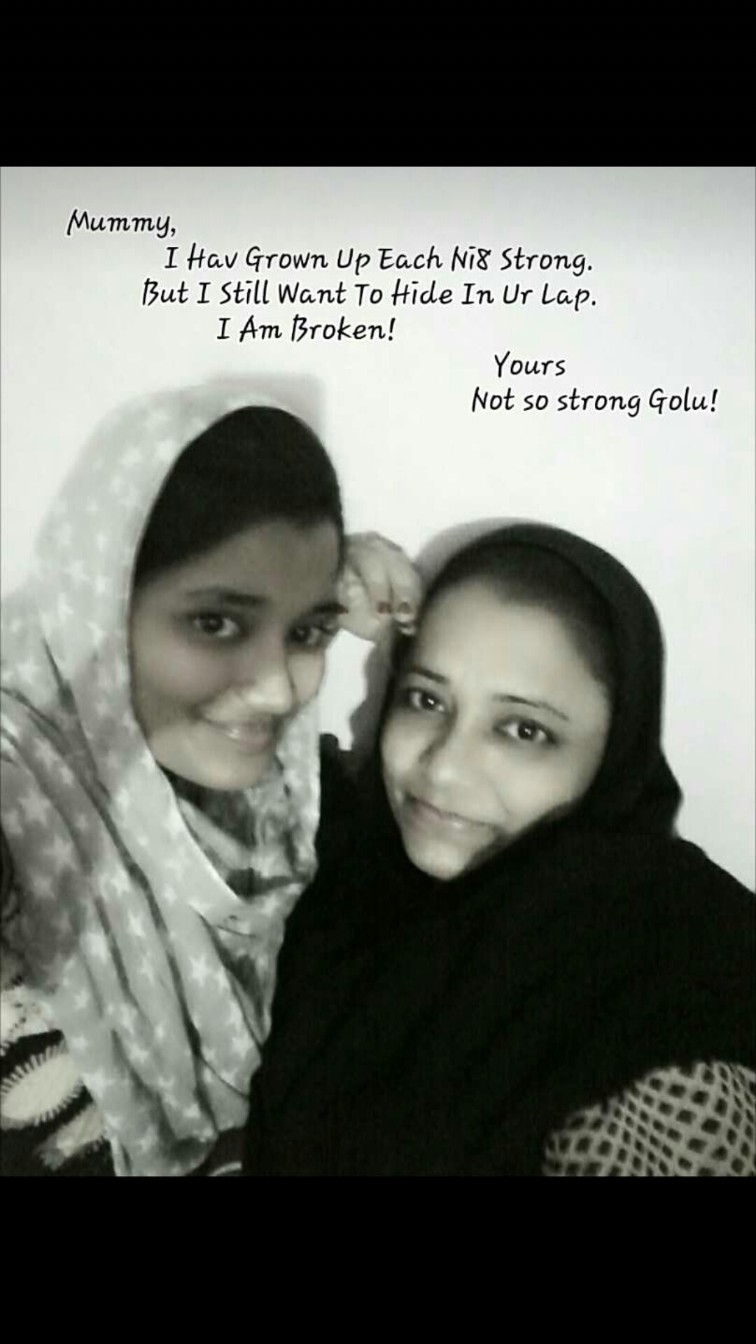 Mummy,
I Hav Grown Up Each Ni8 Strong.
But I Still Want To Hide In Ur Lap.
I Am Broken!
Yours
Not so strong Golu!